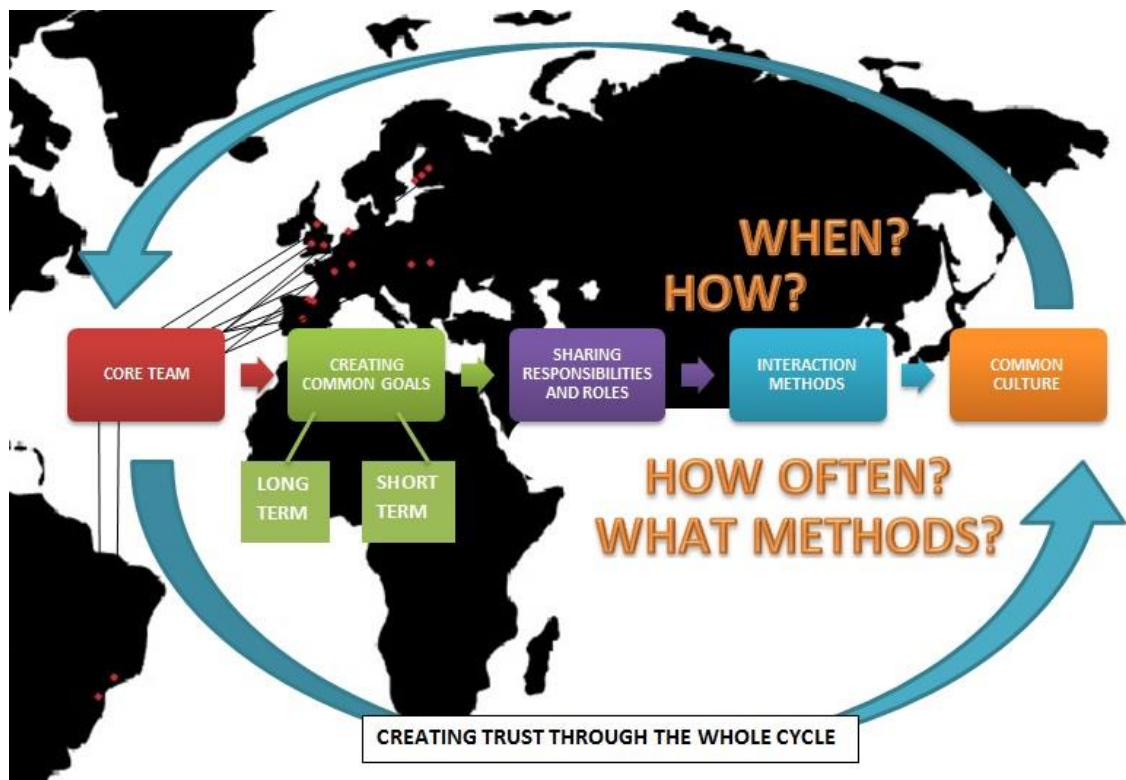 WHEN?
HOW?
CORE TEAM
CREATING
COMMON GOALS
SHARING
RESPONSIBILITIES
AND ROLES
INTERACTION
METHODS
COMMON
CULTURE
LONG
TERM
SHORT
TERM
HOW OFTEN?
WHAT METHODS?
CREATING TRUST THROUGH THE WHOLE CYCLE